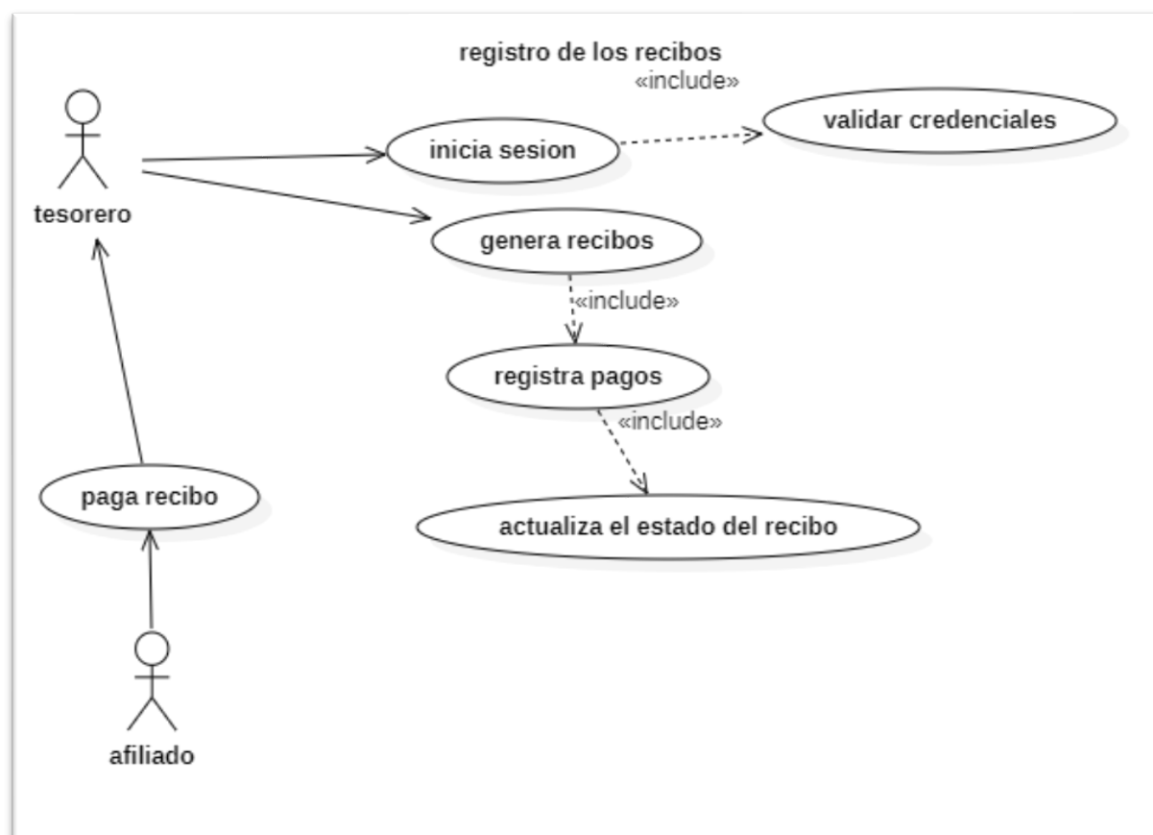 registro de los recibos
«include»
validar credenciales
inicia sesion
tesorero
genera recibos
«include»
registra pagos
«include»
paga recibo
actualiza el estado del recibo
afiliado